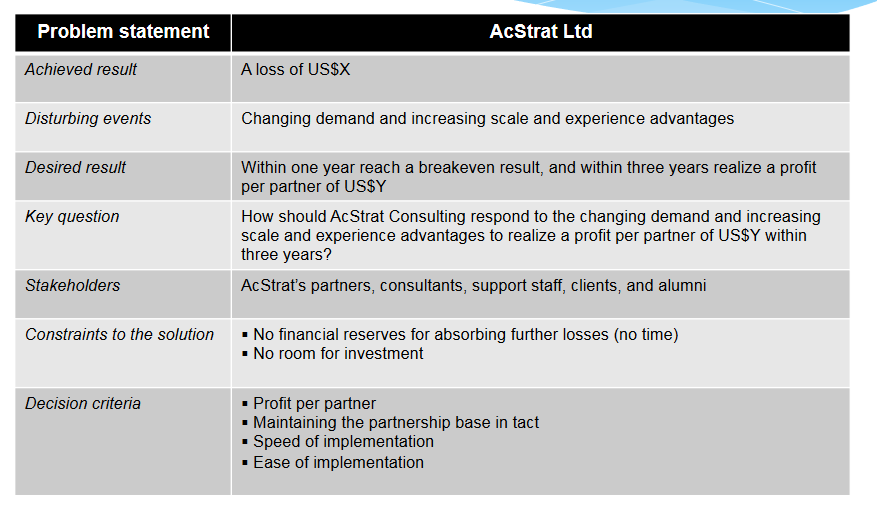 Problem statement
AcStrat Ltd
Achieved result
A loss of US$X
Disturbing events
Changing demand and increasing scale and experience advantages
Desired result
Within one year reach a breakeven result, and within three years realize a profit
per partner of US$Y
Key question
How should AcStrat Consulting respond to the changing demand and increasing
scale and experience advantages to realize a profit per partner of US$Y within
three years?
Stakeholders
AcStrat’s partners, consultants, support staff, clients, and alumni
Constraints to the solution
▪ No financial reserves for absorbing further losses (no time)
▪ No room for investment
Decision criteria
▪ Profit per partner
▪ Maintaining the partnership base in tact
▪ Speed of implementation
▪ Ease of implementation